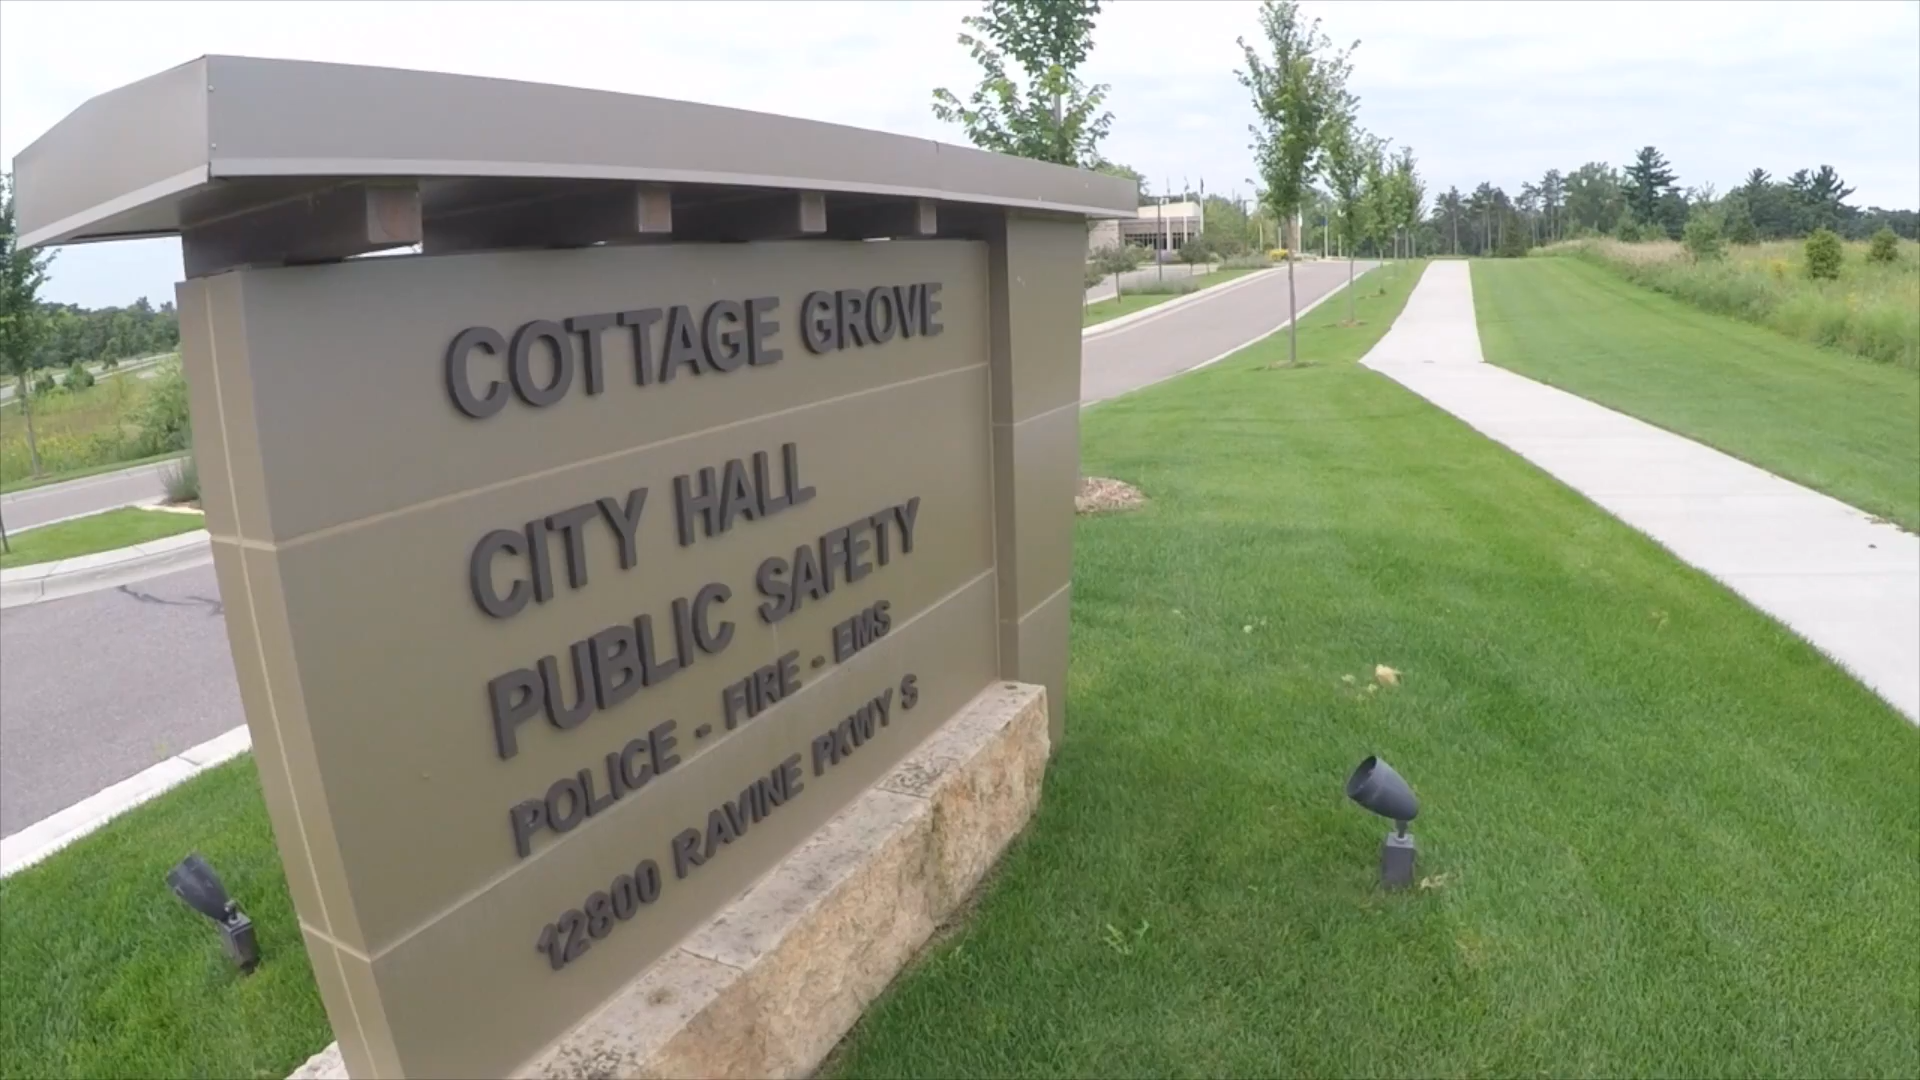 COTTAGE GROVE
CITY HALL
PUBLIC SAFETY
POLICE - FIRE - EMS
12800 RAVINE PKWY S